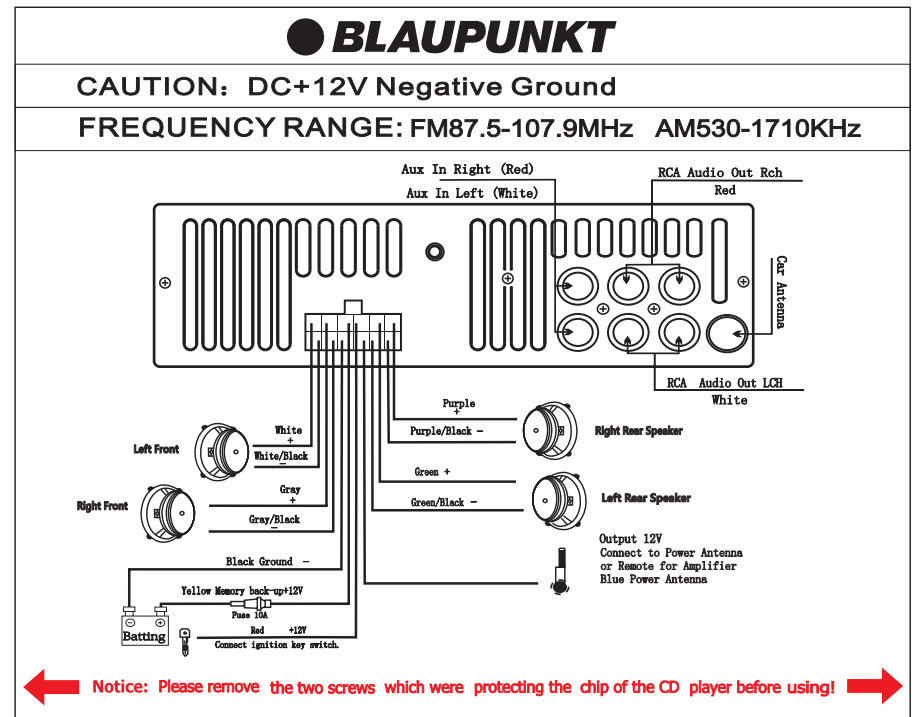 BLAUPUNKT
CAUTION: DC+12V Negative Ground
FREQUENCY RANGE: FM87.5-107.9MHz AM530-1710KHz
Aux In Right (Red)
Aux In Left (White)
RCA Audio Out Rch
Red
Car Antenna
RCA Audio Out LCH
White
Purple
+
Purple/Black -
Right Rear Speaker
White
+
White/Black
-
Left Front
Green +
Green/Black -
Left Rear Speaker
Gray
+
Gray/Black
-
Right Front
Output 12V
Connect to Power Antenna
or Remote for Amplifier
Blue Power Antenna
Black Ground -
Yellow Memory back-up+12V
Fuse 10A
- +
Batting
Red +12V
Connect ignition key switch.
Notice: Please remove the two screws which were protecting the chip of the CD player before using!